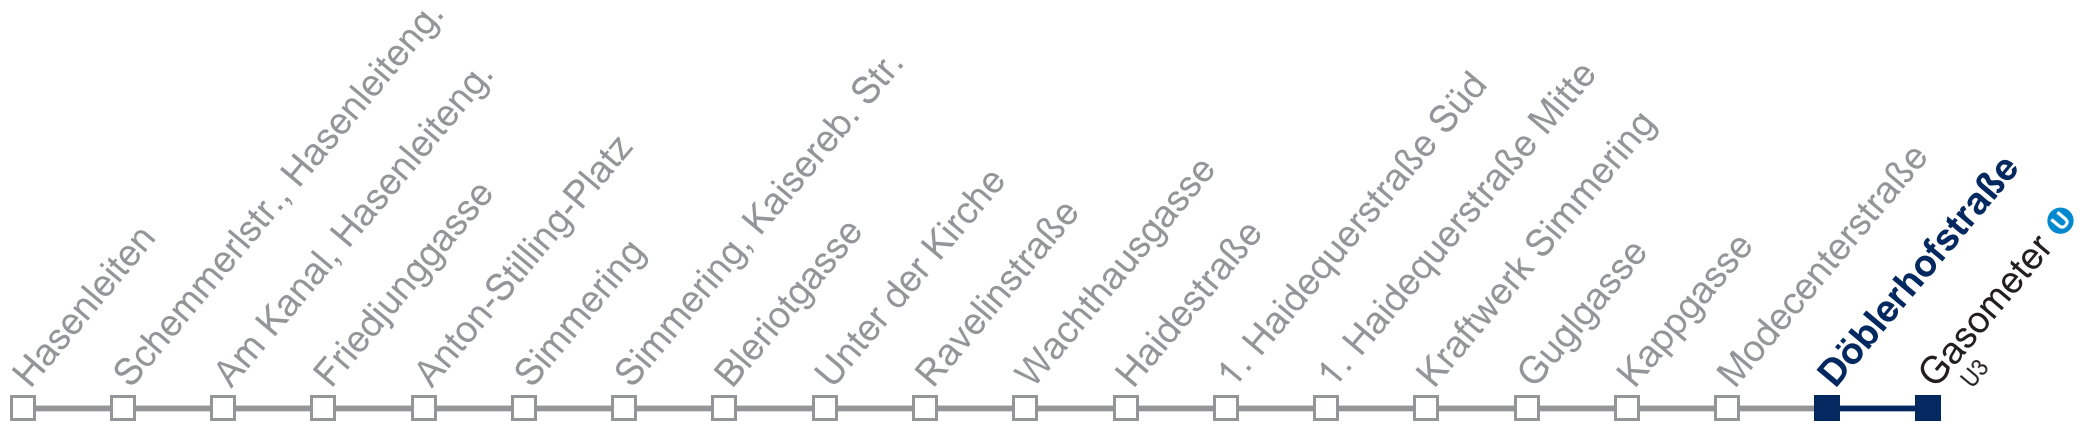 Hasenleiten
Schemmerlstr., Hasenleiteng.
Am Kanal, Hasenleiteng.
Friedjunggasse
Anton-Stilling-Platz
Simmering
Simmering, Kaisereb. Str.
Bleriotgasse
Unter der Kirche
Ravelinstraße
Wachthausgasse
Haidestraße
1. Haidequerstraße Süd
1. Haidequerstraße Mitte
Kraftwerk Simmering
Guglgasse
Kappgasse
Modecenterstraße
Döblerhofstraße
Gasometer U
U3